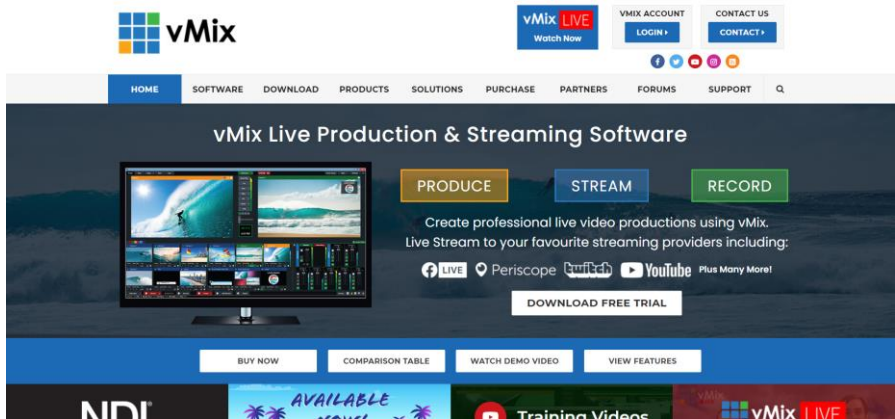 vMix
vMix LIVE
Watch Now
VMIX ACCOUNT
LOGIN
CONTACT US
CONTACT
HOME
SOFTWARE
DOWNLOAD
PRODUCTS
SOLUTIONS
PURCHASE
PARTNERS
FORUMS
SUPPORT
vMix Live Production & Streaming Software
PRODUCE
STREAM
RECORD
Create professional live video productions using vMix.
Live Stream to your favourite streaming providers including:
LIVE
Periscope
twitch
YouTube
Plus Many More!
DOWNLOAD FREE TRIAL
BUY NOW
COMPARISON TABLE
WATCH DEMO VIDEO
VIEW FEATURES
NDI
AVAILABLE
Training Videos
vMix LIVE